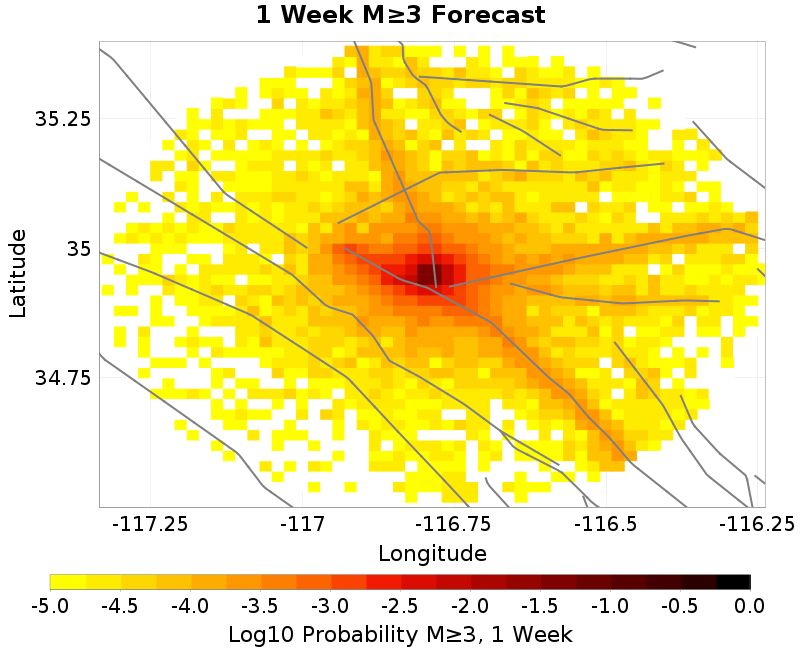 1 Week M≥3 Forecast
35.25
35
34.75
Latitude
-117.25 -117 -116.75 -116.5 -116.25
Longitude
-5.0 -4.5 -4.0 -3.5 -3.0 -2.5 -2.0 -1.5 -1.0 -0.5 0.0
Log10 Probability M≥3, 1 Week